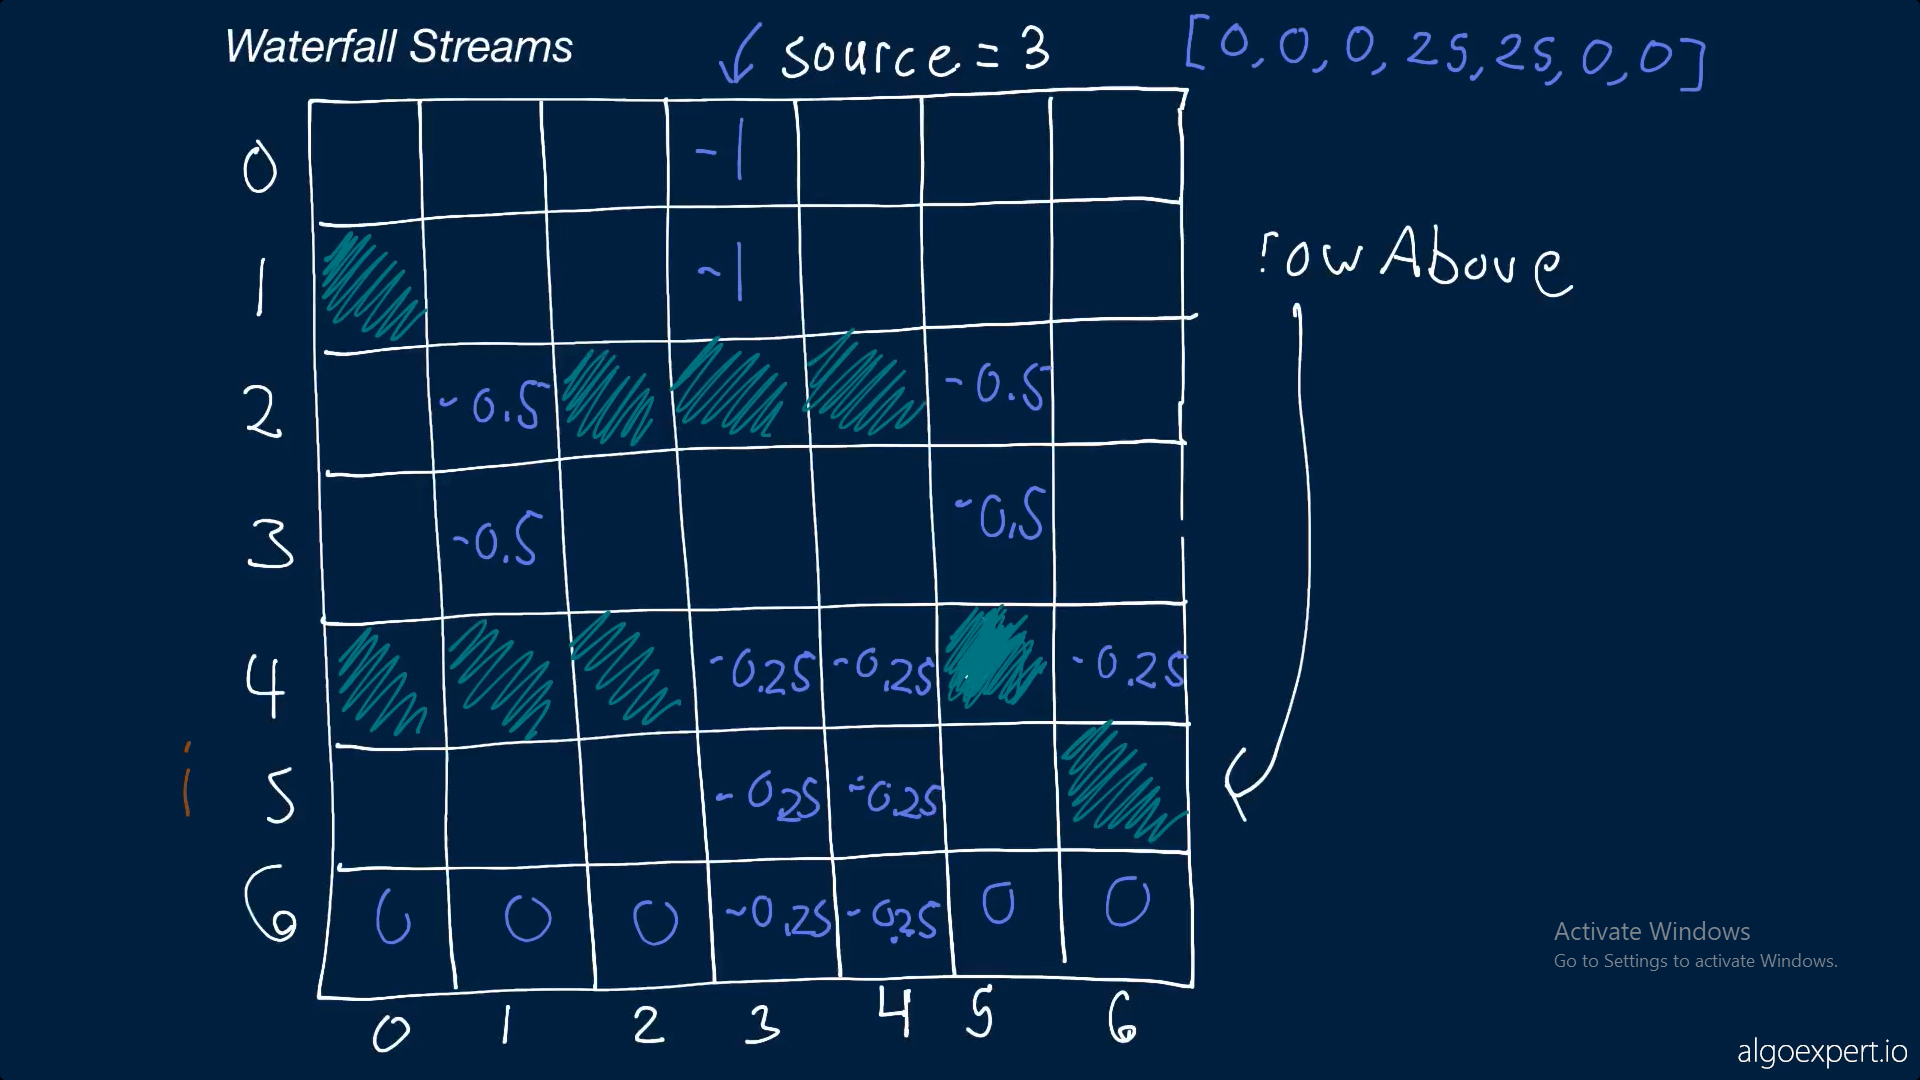 Waterfall Streams
source = 3
[0, 0, 0, 25, 25, 0, 0]
0 -1
1 -1
rowAbove
2 -0.5 -0.5
3 -0.5 -0.5
4 -0.25 -0.25 -0.25
i 5 -0.25 -0.25
6 0 0 0 -0.25 -0.25 0 0
0 1 2 3 4 5 6
Activate Windows
Go to Settings to activate Windows.
algoexpert.io